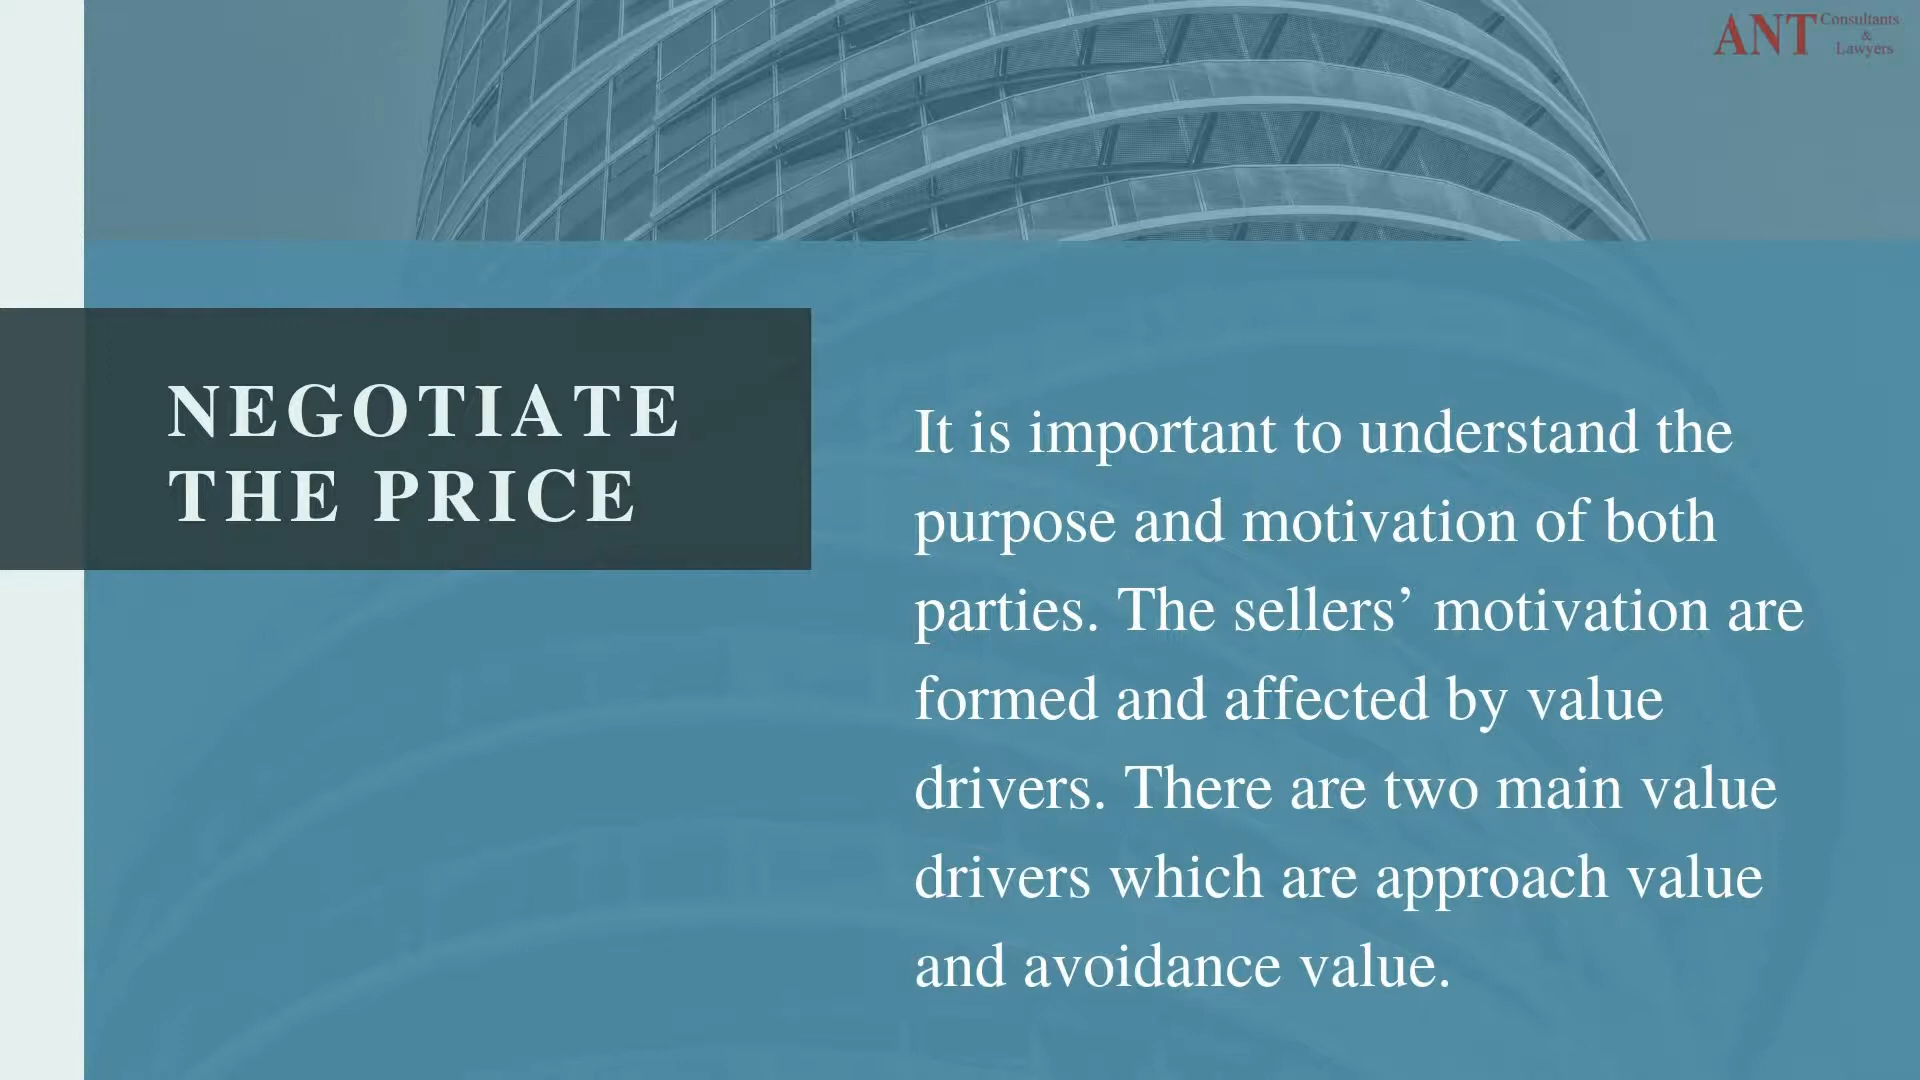 ANT Consultants
&
Lawyers
NEGOTIATE
THE PRICE
It is important to understand the
purpose and motivation of both
parties. The sellers’ motivation are
formed and affected by value
drivers. There are two main value
drivers which are approach value
and avoidance value.